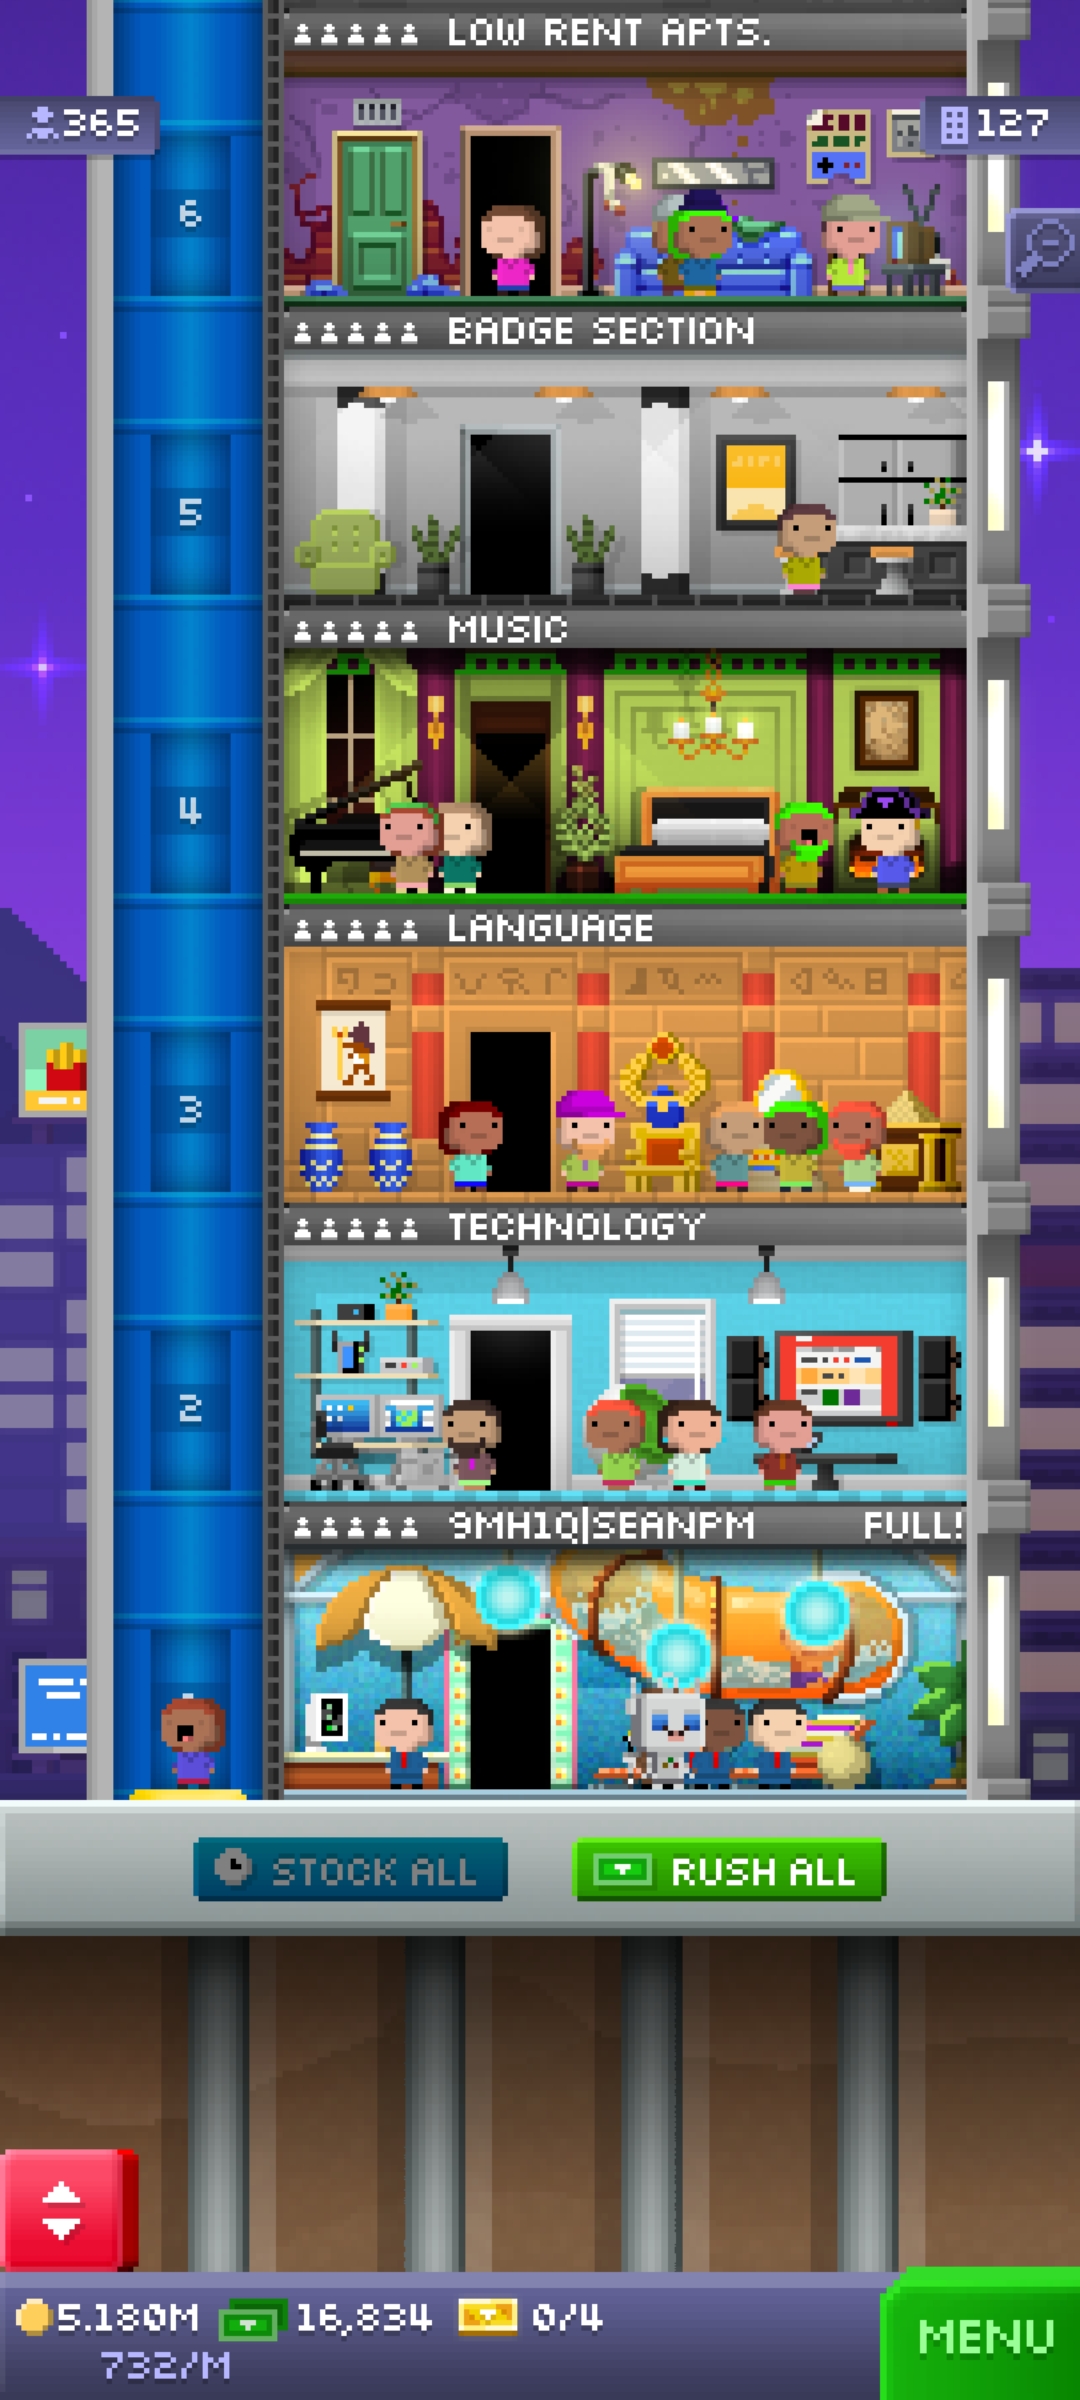 LOW RENT APTS.
365
127
6
BADGE SECTION
5
MUSIC
4
LANGUAGE
3
TECHNOLOGY
2
9MH1Q|SEANPM FULL!
STOCK ALL
RUSH ALL
5.180M 16,834 0/4
732/M
MENU